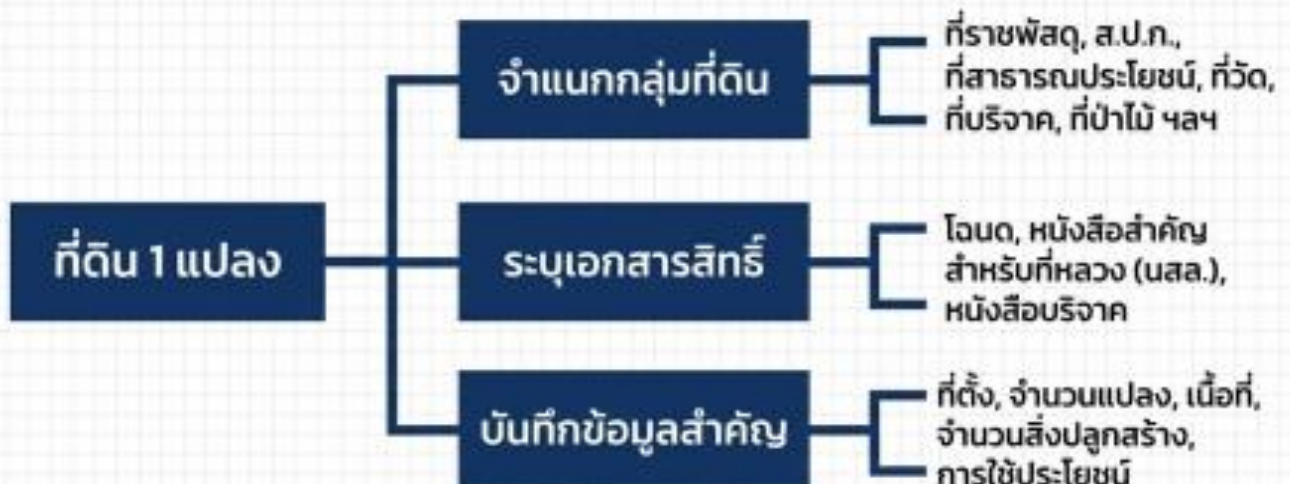 จำแนกกลุ่มที่ดิน
ที่ราชพัสดุ, ส.ป.ก.,
ที่สาธารณประโยชน์, ที่วัด,
ที่บริจาค, ที่ป่าไม้ ฯลฯ
ที่ดิน 1 แปลง
ระบุเอกสารสิทธิ์
โฉนด, หนังสือสำคัญ
สำหรับที่หลวง (นสล.),
หนังสือบริจาค
บันทึกข้อมูลสำคัญ
ที่ตั้ง, จำนวนแปลง, เนื้อที่,
จำนวนสิ่งปลูกสร้าง,
การใช้ประโยชน์